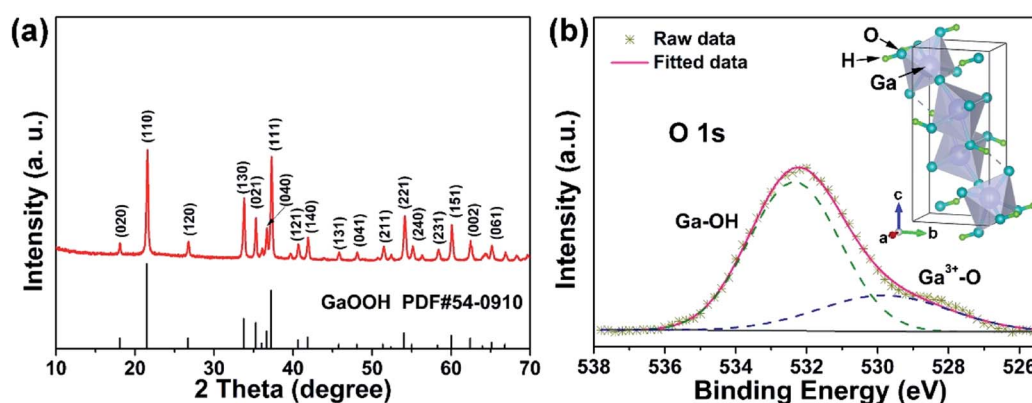 (a)
Intensity (a. u.)
(020)
(110)
(120)
(130)
(021)
(111)
(040)
(121)
(140)
(131)
(041)
(211)
(221)
(240)
(231)
(151)
(002)
(061)
GaOOH PDF#54-0910
10 20 30 40 50 60 70
2 Theta (degree)
(b)
Intensity (a.u.)
Raw data
Fitted data
O 1s
Ga-OH
Ga³⁺-O
O
H
Ga
c
a
b
538 536 534 532 530 528 526
Binding Energy (eV)